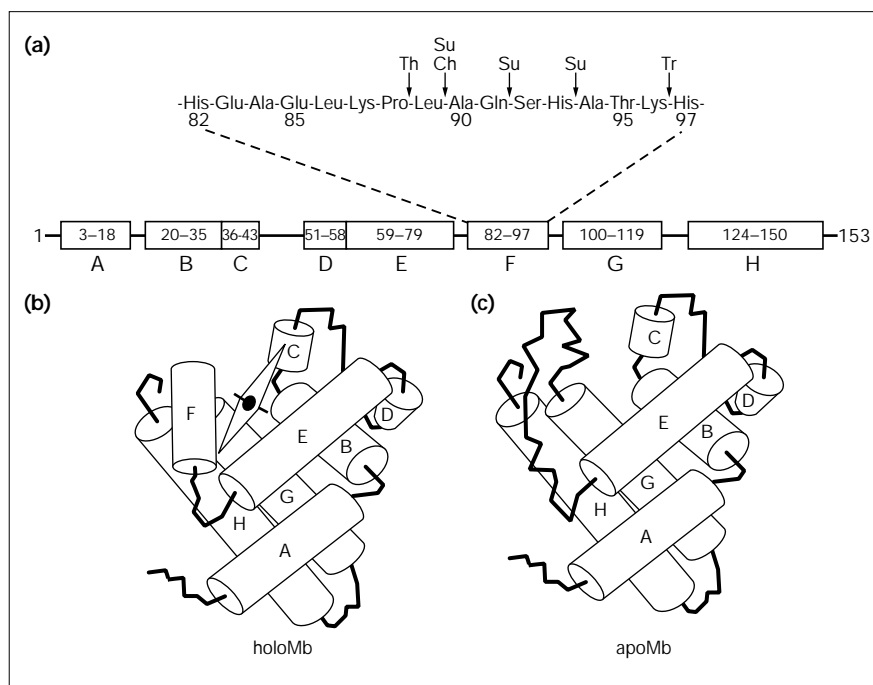 (a)
Su
Th Ch Su Su Tr
-His-Glu-Ala-Glu-Leu-Lys-Pro-Leu-Ala-Gln-Ser-His-Ala-Thr-Lys-His-
82 85 90 95 97
1 3–18 20–35 36-43 51–58 59–79 82–97 100–119 124–150 153
A B C D E F G H
(b) (c)
C C
F D D
E E
B B
G G
H H
A A
holoMb apoMb